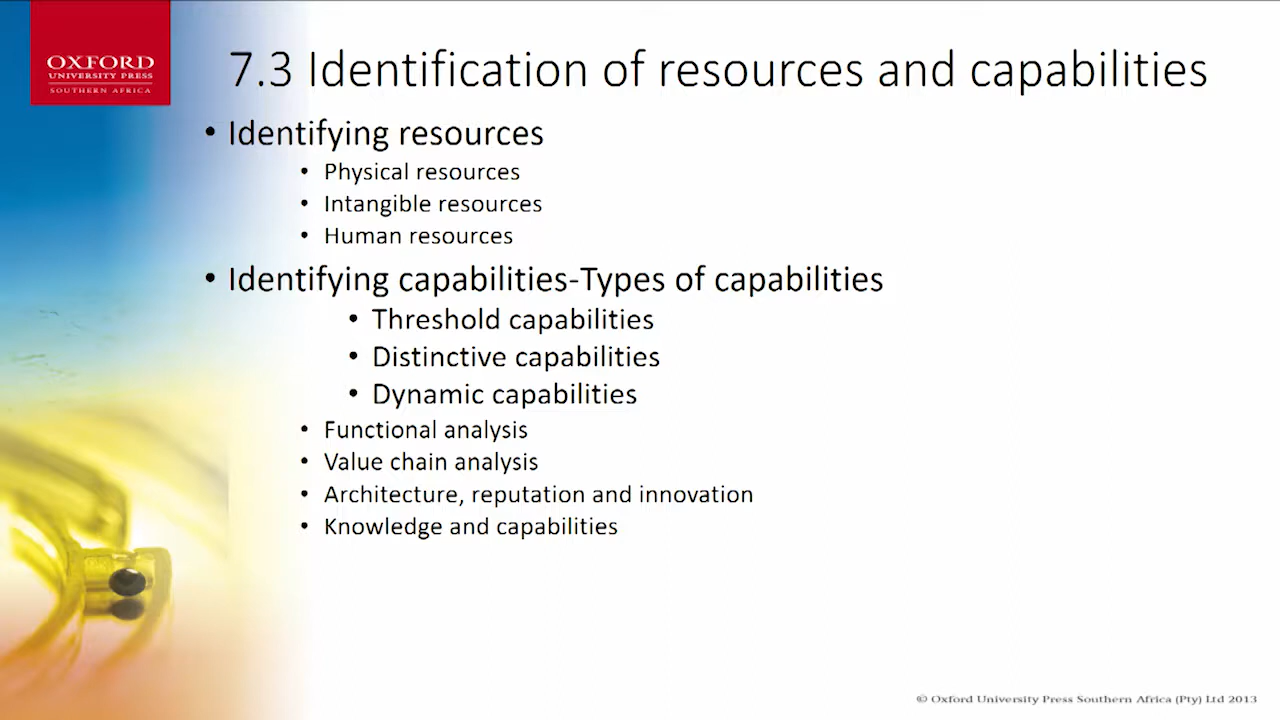 OXFORD
UNIVERSITY PRESS
SOUTHERN AFRICA
7.3 Identification of resources and capabilities
• Identifying resources
• Physical resources
• Intangible resources
• Human resources
• Identifying capabilities-Types of capabilities
• Threshold capabilities
• Distinctive capabilities
• Dynamic capabilities
• Functional analysis
• Value chain analysis
• Architecture, reputation and innovation
• Knowledge and capabilities
© Oxford University Press Southern Africa (Pty) Ltd 2013